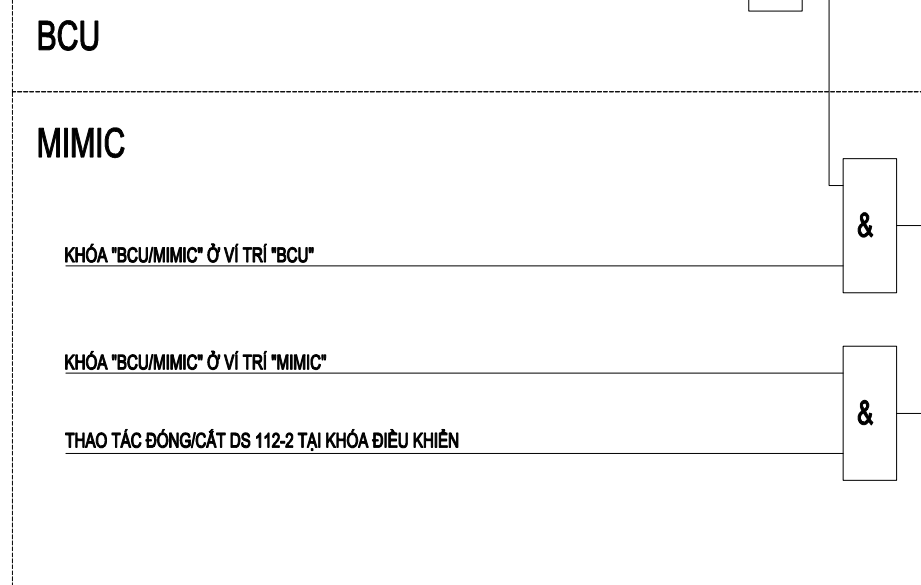 BCU
MIMIC
&
KHÓA "BCU/MIMIC" Ở VÍ TRÍ "BCU"
KHÓA "BCU/MIMIC" Ở VÍ TRÍ "MIMIC"
&
THAO TÁC ĐÓNG/CẮT DS 112-2 TẠI KHÓA ĐIỀU KHIỂN